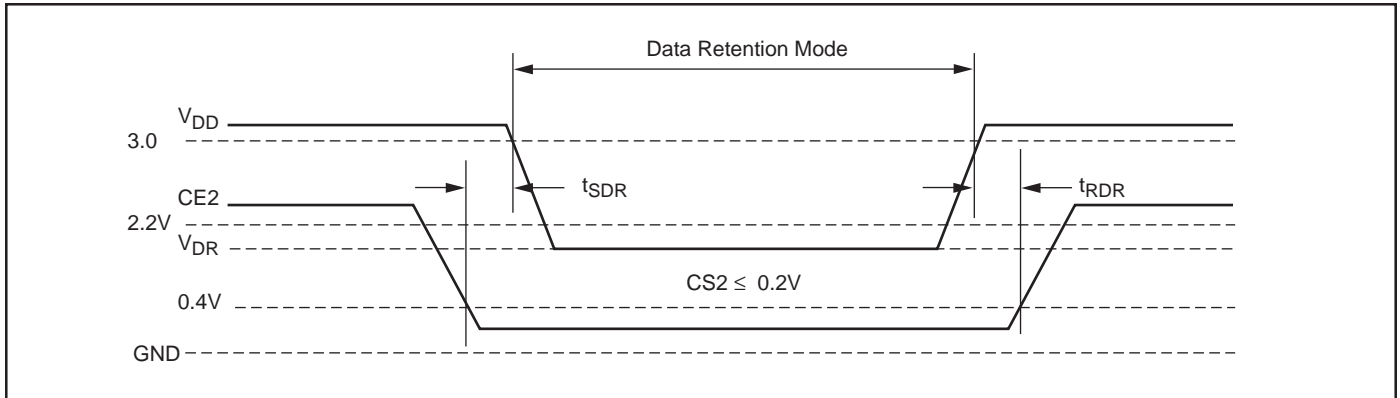 Data Retention Mode
VDD
3.0
tSDR
tRDR
CE2
2.2V
VDR
CS2 ≤ 0.2V
0.4V
GND